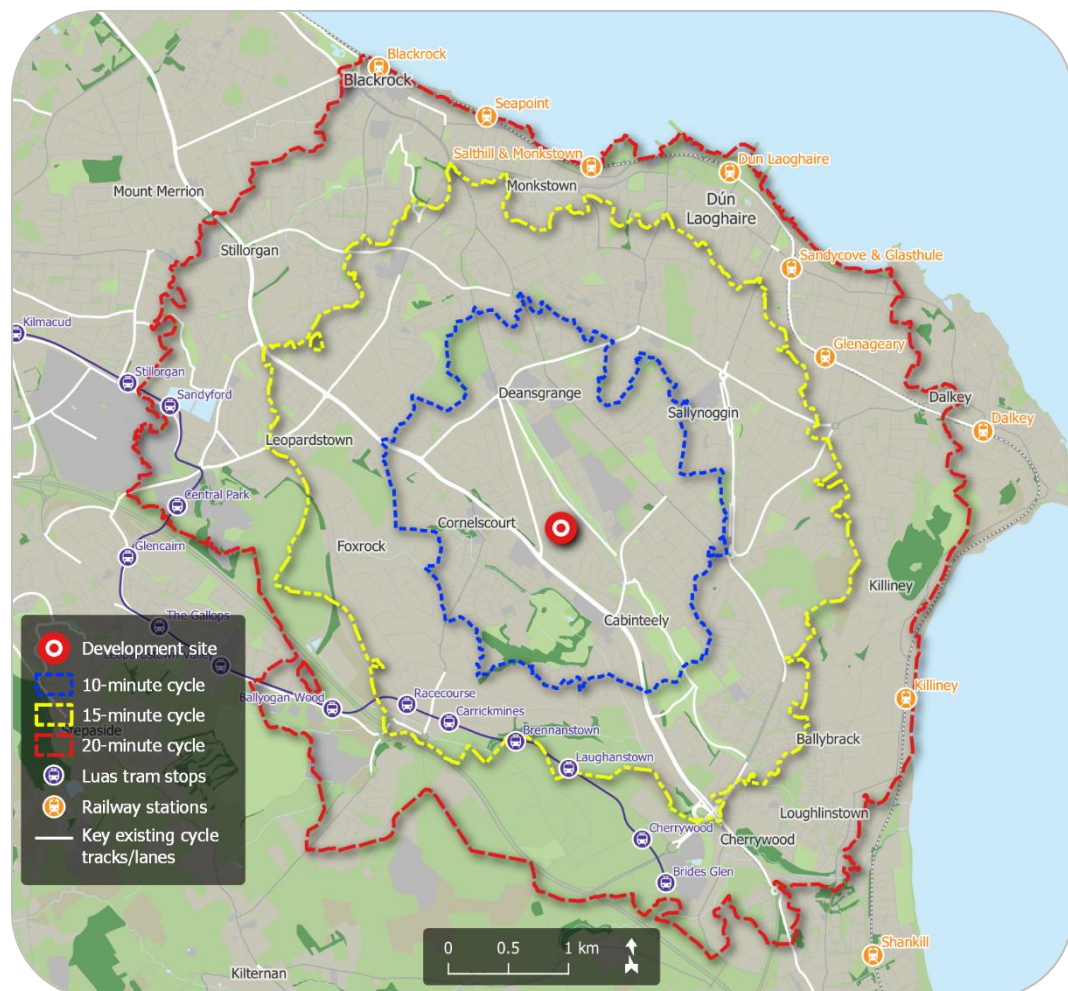 Blackrock
Blackrock
Seapoint
Salthill & Monkstown
Dun Laoghaire
Mount Merrion
Monkstown
Dún
Laoghaire
Stillorgan
Sandycove & Glasthule
Kilmacud
Glenageary
Stillorgan
Sandyford
Deansgrange
Dalkey
Sallynoggin
Dalkey
Leopardstown
Central Park
Cornelscourt
Glencairn
Foxrock
Killiney
The Gallops
Cabinteely
Development site
10-minute cycle
15-minute cycle
20-minute cycle
Luas tram stops
Railway stations
Key existing cycle
tracks/lanes
Leopardstown Valley
Ballyogan Wood
Racecourse
Carrickmines
Killiney
Stepaside
Brennanstown
Ballybrack
Laughanstown
Loughlinstown
Cherrywood
Cherrywood
Brides Glen
0 0.5 1 km
Shankill
Kilternan